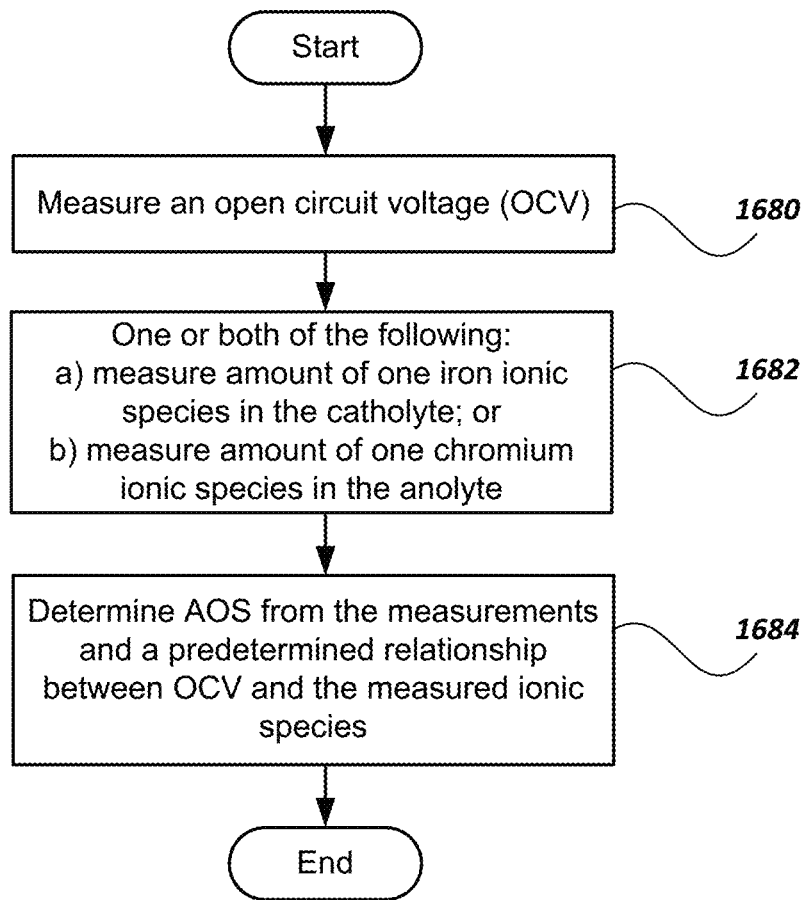 Start
Measure an open circuit voltage (OCV)
1680
One or both of the following:
a) measure amount of one iron ionic
species in the catholyte; or
b) measure amount of one chromium
ionic species in the anolyte
1682
Determine AOS from the measurements
and a predetermined relationship
between OCV and the measured ionic
species
1684
End